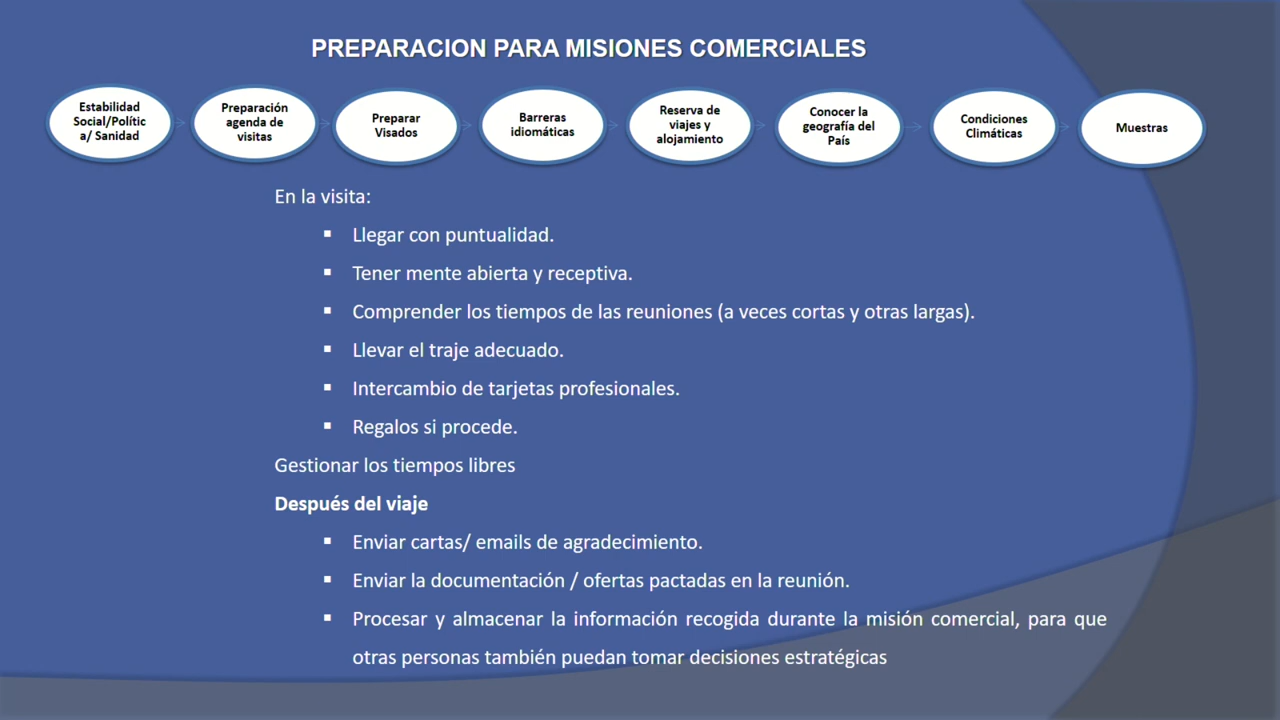 PREPARACION PARA MISIONES COMERCIALES
Estabilidad
Social/Polític
a/ Sanidad
Preparación
agenda de
visitas
Preparar
Visados
Barreras
idiomáticas
Reserva de
viajes y
alojamiento
Conocer la
geografía del
País
Condiciones
Climáticas
Muestras
En la visita:
▪ Llegar con puntualidad.
▪ Tener mente abierta y receptiva.
▪ Comprender los tiempos de las reuniones (a veces cortas y otras largas).
▪ Llevar el traje adecuado.
▪ Intercambio de tarjetas profesionales.
▪ Regalos si procede.
Gestionar los tiempos libres
Después del viaje
▪ Enviar cartas/ emails de agradecimiento.
▪ Enviar la documentación / ofertas pactadas en la reunión.
▪ Procesar y almacenar la información recogida durante la misión comercial, para que
otras personas también puedan tomar decisiones estratégicas